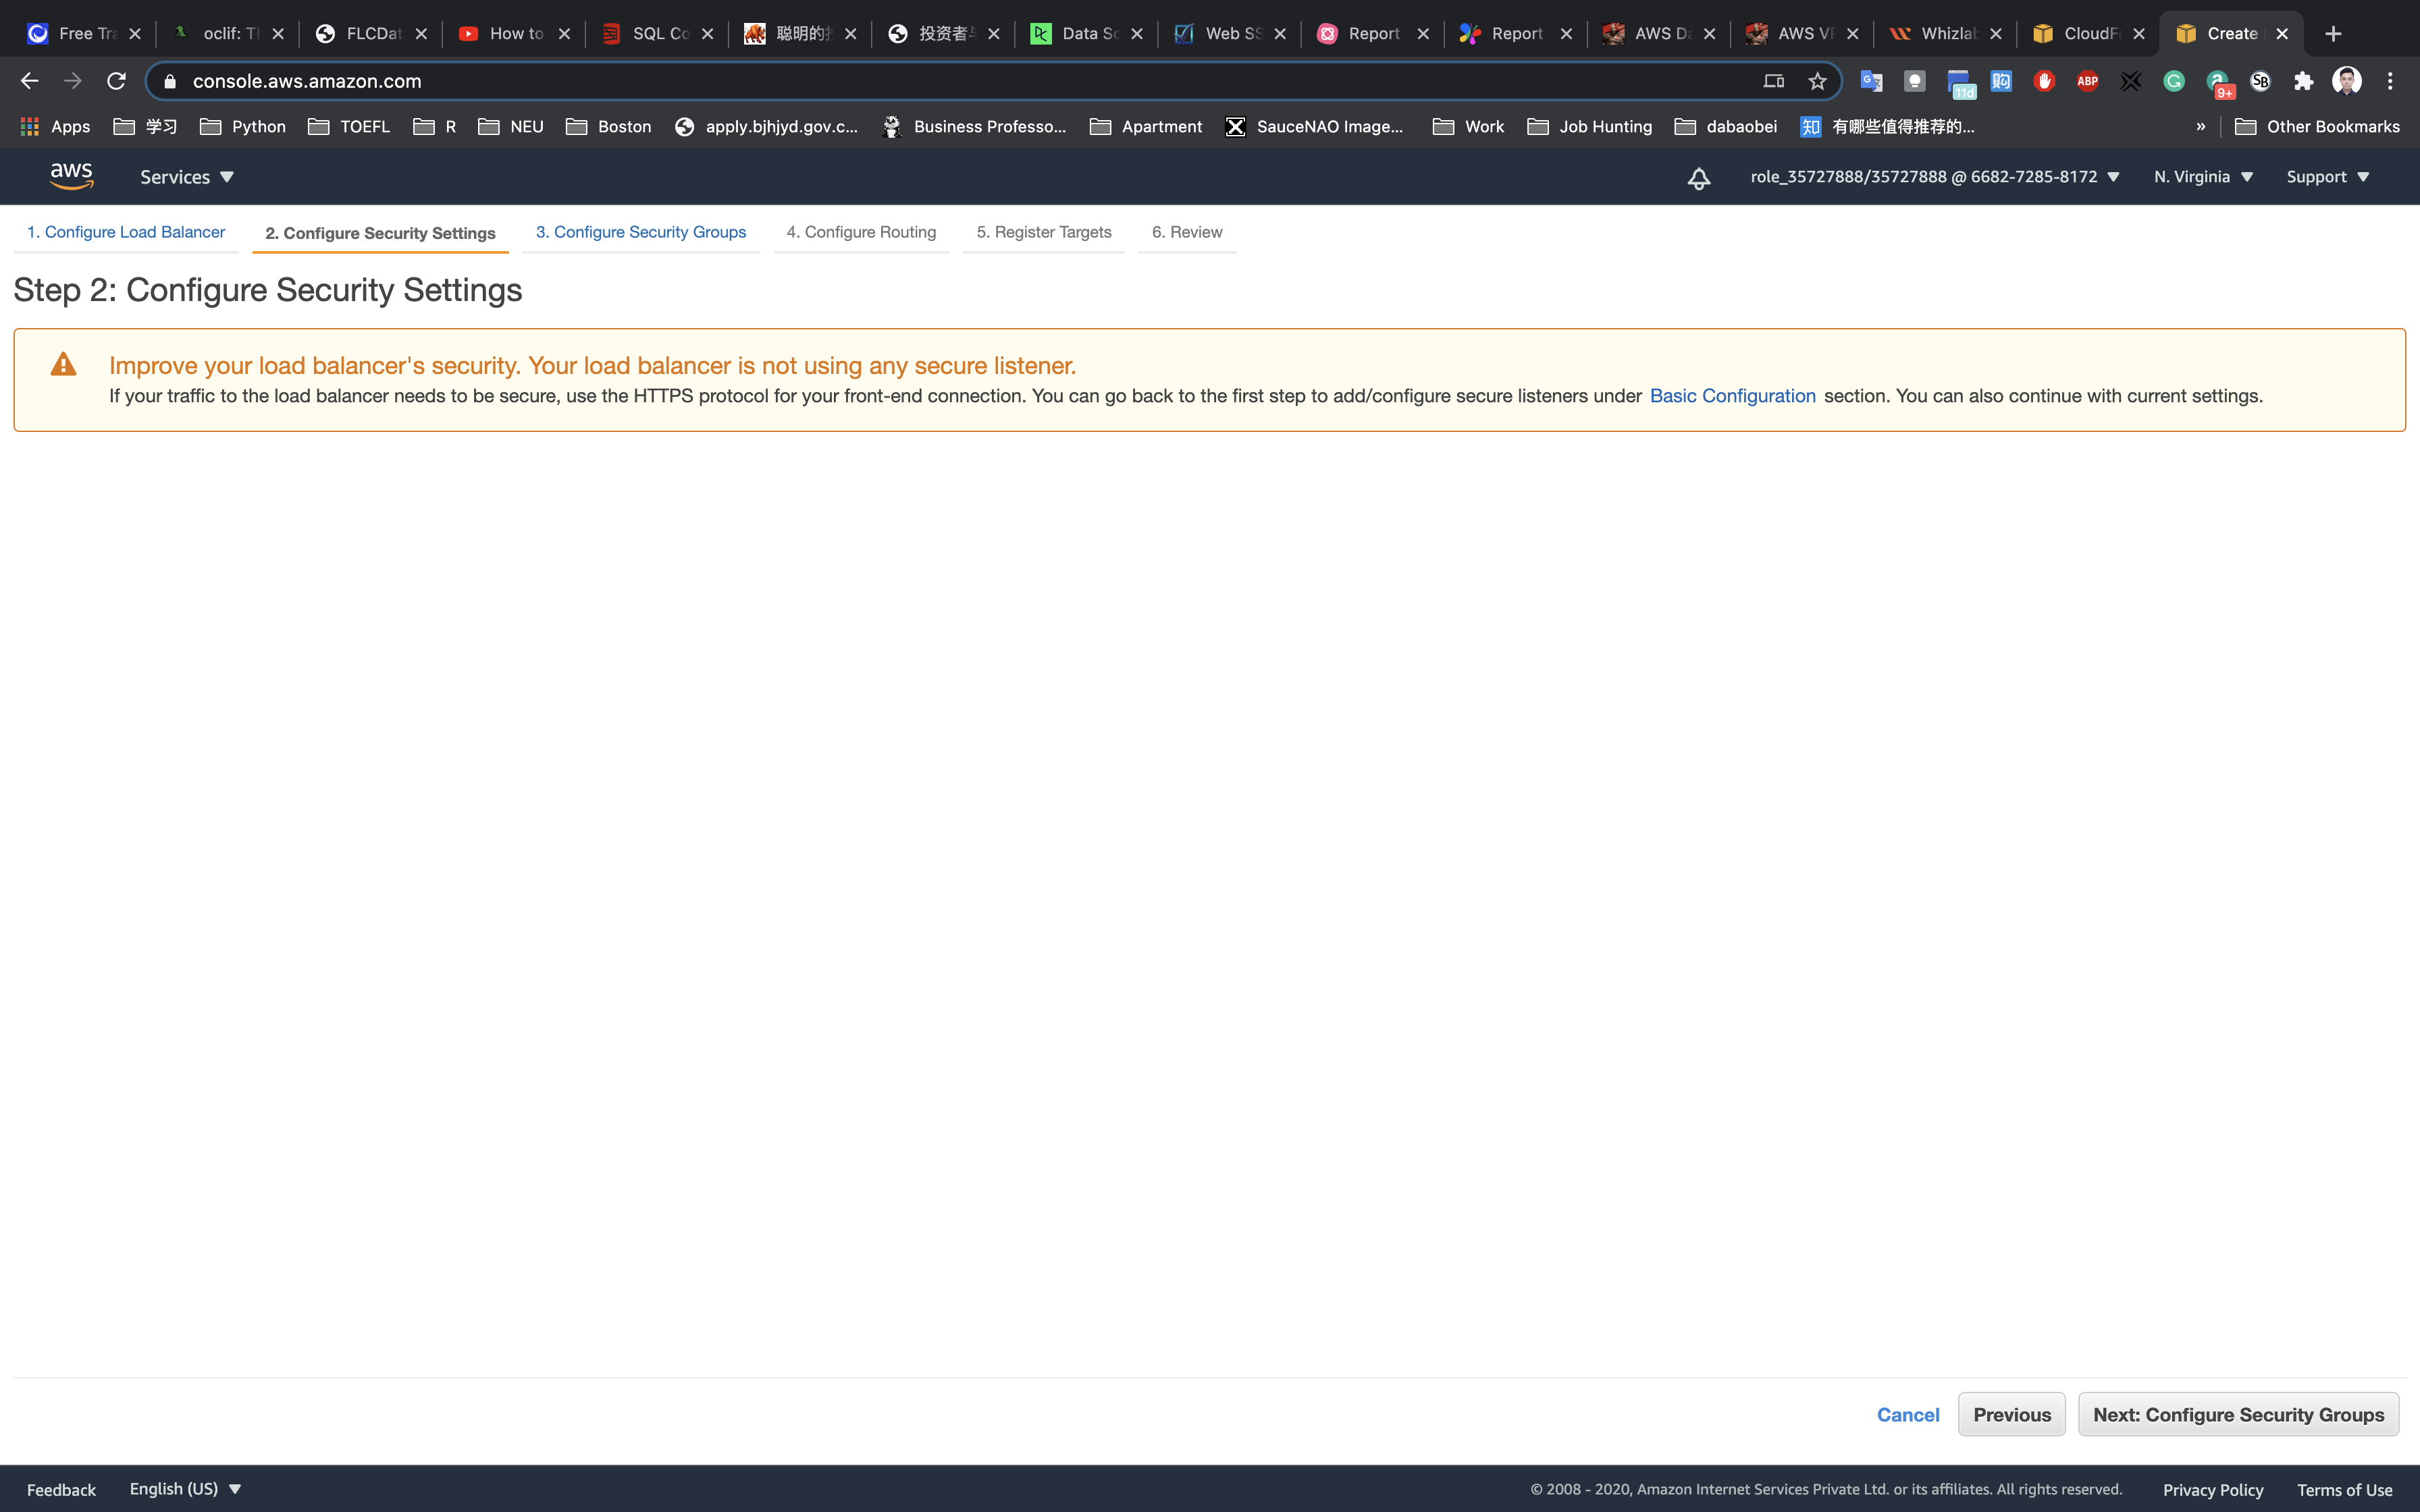 Free Tra
oclif: Th
FLCDat
How to
SQL Co
聪明的投
投资者与
Data Sc
Web SS
Report
Report
AWS Da
AWS VP
Whizlab
CloudFo
Create
console.aws.amazon.com
11d
ABP
9+
SB
Apps
学习
Python
TOEFL
R
NEU
Boston
apply.bjhjyd.gov.c...
Business Professo...
Apartment
SauceNAO Image...
Work
Job Hunting
dabaobei
知
有哪些值得推荐的...
»
Other Bookmarks
aws
Services
role_35727888/35727888 @ 6682-7285-8172
N. Virginia
Support
1. Configure Load Balancer
2. Configure Security Settings
3. Configure Security Groups
4. Configure Routing
5. Register Targets
6. Review
Step 2: Configure Security Settings
Improve your load balancer's security. Your load balancer is not using any secure listener.
If your traffic to the load balancer needs to be secure, use the HTTPS protocol for your front-end connection. You can go back to the first step to add/configure secure listeners under Basic Configuration section. You can also continue with current settings.
Cancel
Previous
Next: Configure Security Groups
Feedback
English (US)
© 2008 - 2020, Amazon Internet Services Private Ltd. or its affiliates. All rights reserved.
Privacy Policy
Terms of Use